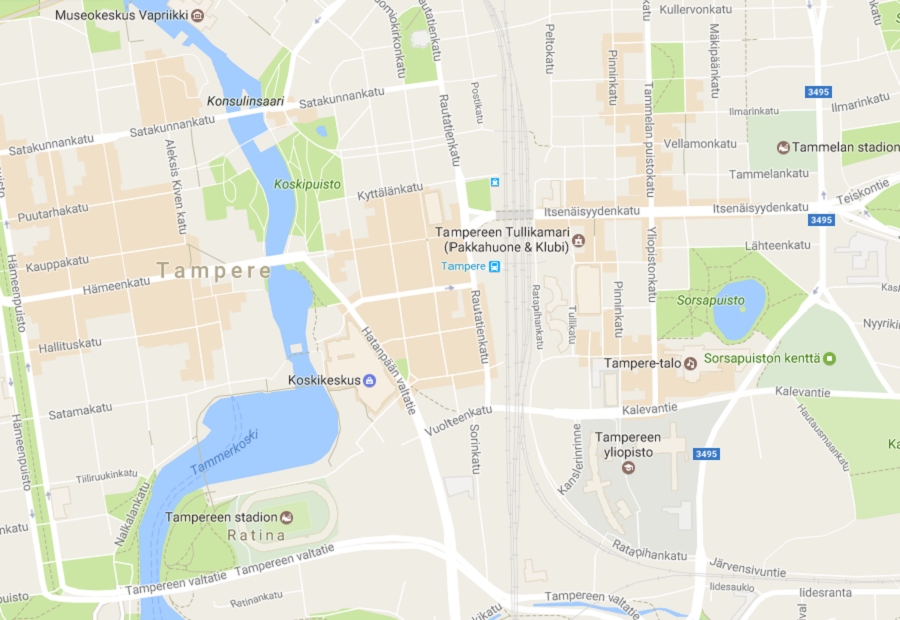 Museokeskus Vapriikki
Kullervonkatu
Rautatienkatu
Peltokatu
Pinninkatu
Mäkipäänkatu
Tammelan puistokatu
Postikatu
3495
Konsulinsaari
Satakunnankatu
Ilmarinkatu
Ilmarinkatu
Satakunnankatu
Satakunnankatu
Aleksis Kiven katu
Rautatienkatu
Vellamonkatu
Tammelan stadion
Tammelankatu
Koskipuisto
Kyttälänkatu
Teiskontie
Puutarhakatu
Itsenäisyydenkatu
Itsenäisyydenkatu
3495
Tampereen Tullikamari
(Pakkahuone & Klubi)
Yliopistonkatu
Lähteenkatu
Kauppakatu
Tampere
Tampere
Hämeenkatu
Hämeenpuisto
Rautatienkatu
Ratapihankatu
Tullikatu
Pinninkatu
Sorsapuisto
Hallituskatu
Hatanpään valtatie
Tampere-talo
Sorsapuiston kenttä
Koskikeskus
Kalevantie
Kalevantie
Satamakatu
Hämeenpuisto
Vuolteenkatu
Sorinkatu
Hautausmaankatu
Tammerkoski
Kanslerinrinne
Tampereen
yliopisto
3495
Tiiliruukinkatu
Nalkalankatu
Tampereen stadion
Ratina
Ratapihankatu
Järvensivuntie
Tampereen valtatie
Tampereen valtatie
Iidesaukio
Iidesranta
Ratinankatu
Tampereen valtatie